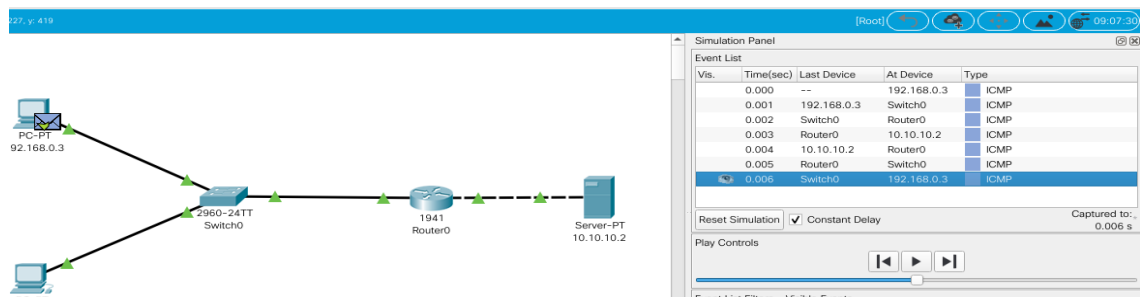 227, y: 419
[Root]
09:07:30
PC-PT
92.168.0.3
2960-24TT
Switch0
1941
Router0
Server-PT
10.10.10.2
Simulation Panel
Event List
Vis. Time(sec) Last Device At Device Type
0.000 -- 192.168.0.3 ICMP
0.001 192.168.0.3 Switch0 ICMP
0.002 Switch0 Router0 ICMP
0.003 Router0 10.10.10.2 ICMP
0.004 10.10.10.2 Router0 ICMP
0.005 Router0 Switch0 ICMP
0.006 Switch0 192.168.0.3 ICMP
Reset Simulation Constant Delay Captured to:
0.006 s
Play Controls